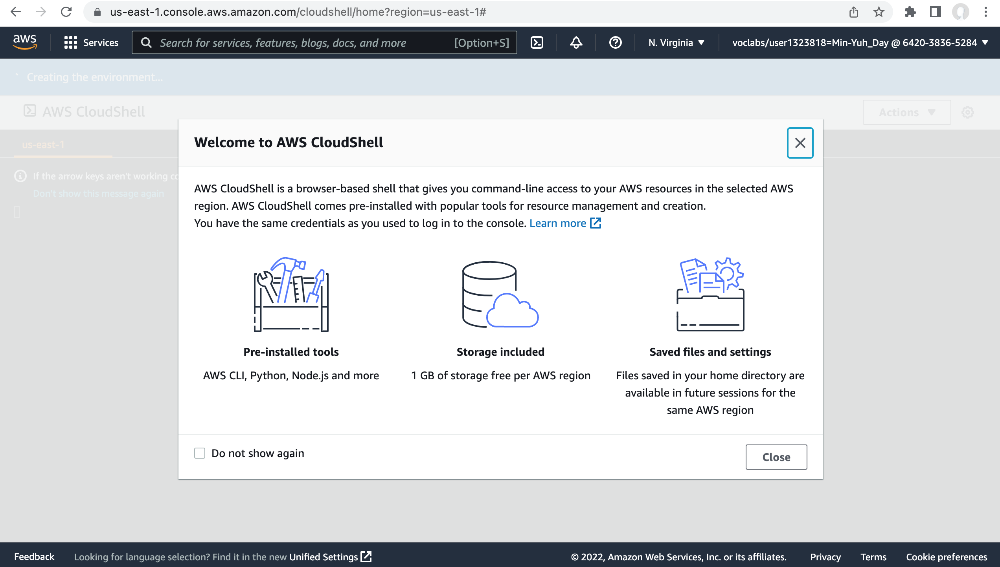 us-east-1.console.aws.amazon.com/cloudshell/home?region=us-east-1#
aws Services Search for services, features, blogs, docs, and more [Option+S] N. Virginia ▼ voclabs/user1323818=Min-Yuh_Day @ 6420-3836-5284 ▼
Creating the environment...
AWS CloudShell Actions ▼
us-east-1
If the arrow keys aren't working co
Don't show this message again
Welcome to AWS CloudShell
AWS CloudShell is a browser-based shell that gives you command-line access to your AWS resources in the selected AWS
region. AWS CloudShell comes pre-installed with popular tools for resource management and creation.
You have the same credentials as you used to log in to the console. Learn more
Pre-installed tools
AWS CLI, Python, Node.js and more
Storage included
1 GB of storage free per AWS region
Saved files and settings
Files saved in your home directory are
available in future sessions for the
same AWS region
Do not show again
Close
Feedback Looking for language selection? Find it in the new Unified Settings © 2022, Amazon Web Services, Inc. or its affiliates. Privacy Terms Cookie preferences